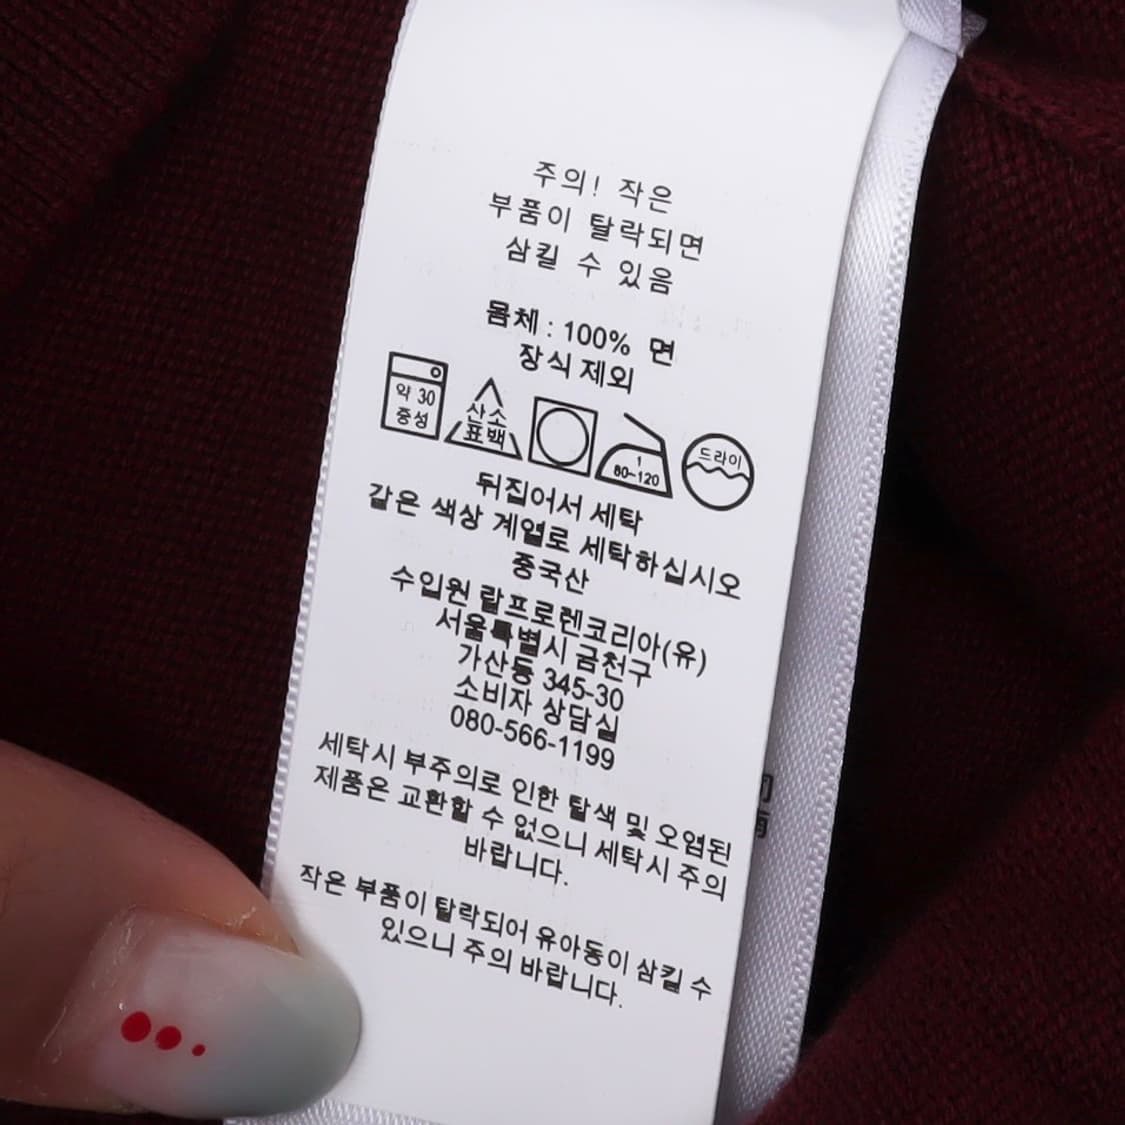 주의! 작은
부품이 탈락되면
삼킬 수 있음
몸체 : 100% 면
장식 제외
약 30
중성
산소
표백
1
80-120
드라이
뒤집어서 세탁
같은 색상 계열로 세탁하십시오
중국산
수입원 랄프로렌코리아(유)
서울특별시 금천구
가산동 345-30
소비자 상담실
080-566-1199
세탁시 부주의로 인한 탈색 및 오염된
제품은 교환할 수 없으니 세탁시 주의
바랍니다.
작은 부품이 탈락되어 유아동이 삼킬 수
있으니 주의 바랍니다.